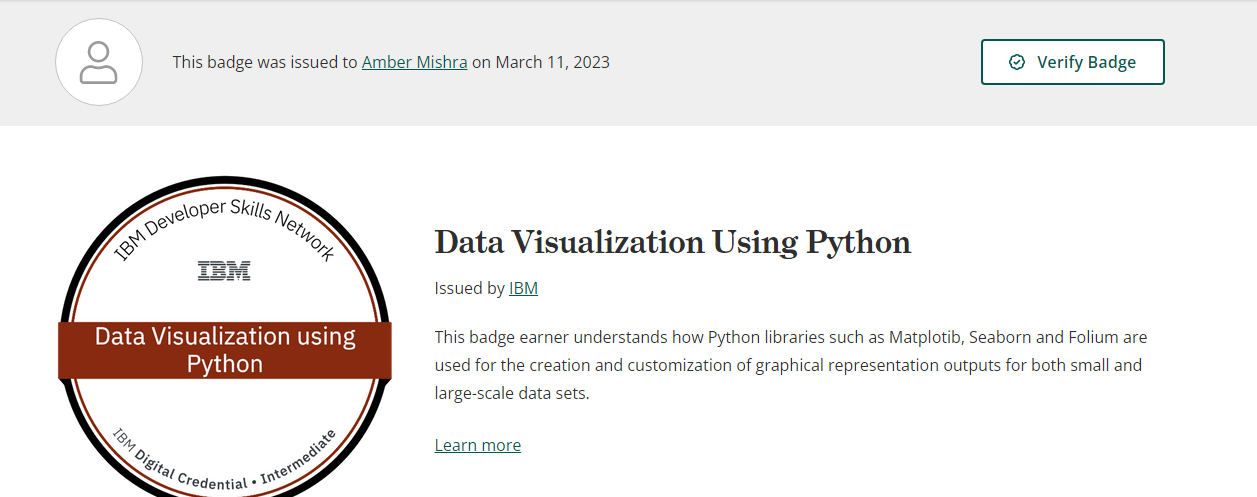 This badge was issued to Amber Mishra on March 11, 2023
Verify Badge
IBM Developer Skills Network
IBM
Data Visualization using
Python
IBM Digital Credential • Intermediate
Data Visualization Using Python
Issued by IBM
This badge earner understands how Python libraries such as Matplotib, Seaborn and Folium are
used for the creation and customization of graphical representation outputs for both small and
large-scale data sets.
Learn more